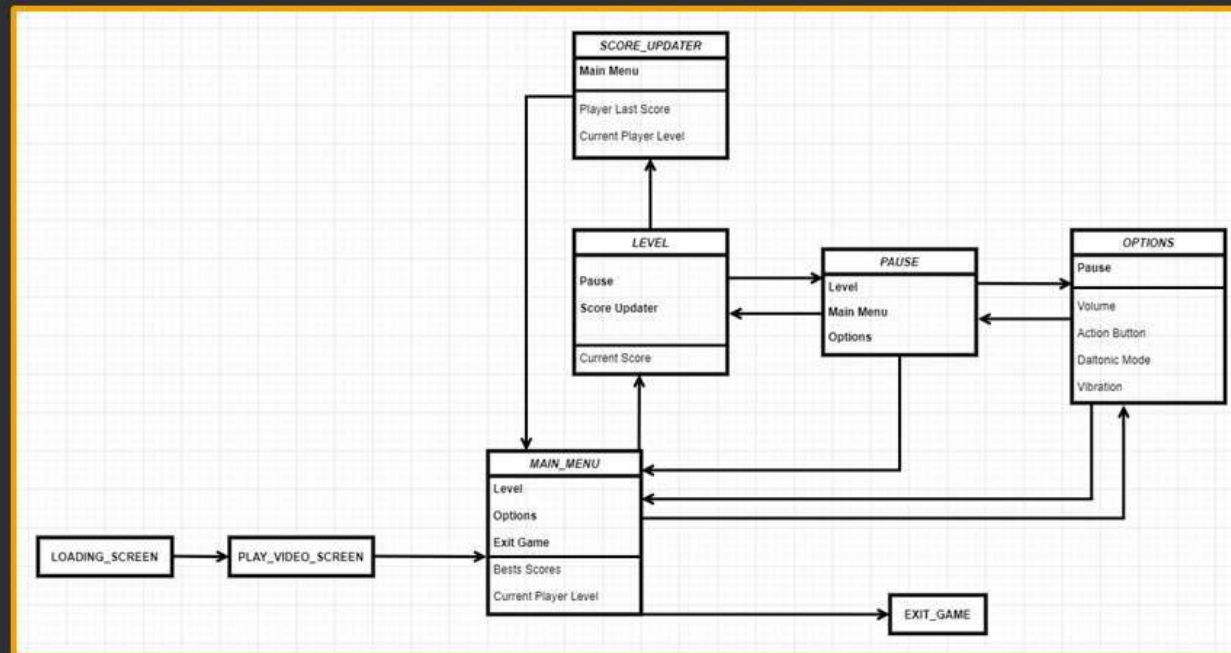 SCORE_UPDATER
Main Menu
Player Last Score
Current Player Level
LEVEL
Pause
Score Updater
Current Score
PAUSE
Level
Main Menu
Options
OPTIONS
Pause
Volume
Action Button
Daltonic Mode
Vibration
MAIN_MENU
Level
Options
Exit Game
Bests Scores
Current Player Level
LOADING_SCREEN
PLAY_VIDEO_SCREEN
EXIT_GAME